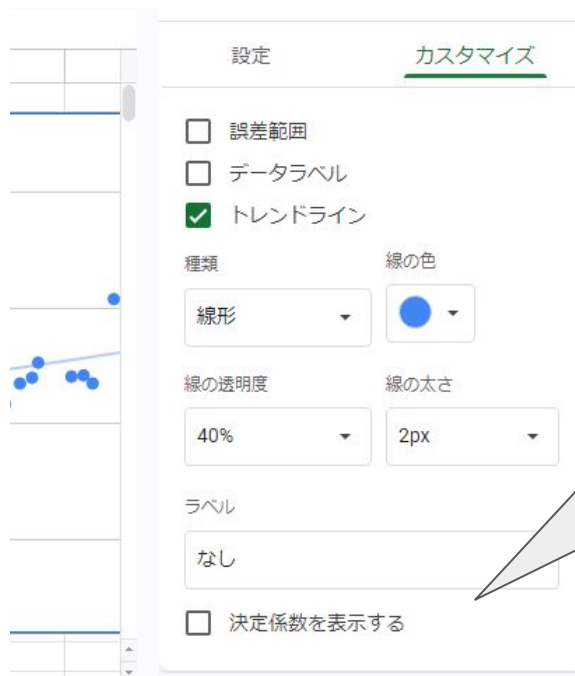 設定 カスタマイズ
誤差範囲
データラベル
トレンドライン
種類 線の色
線形
線の透明度 線の太さ
40% 2px
ラベル
なし
決定係数を表示する